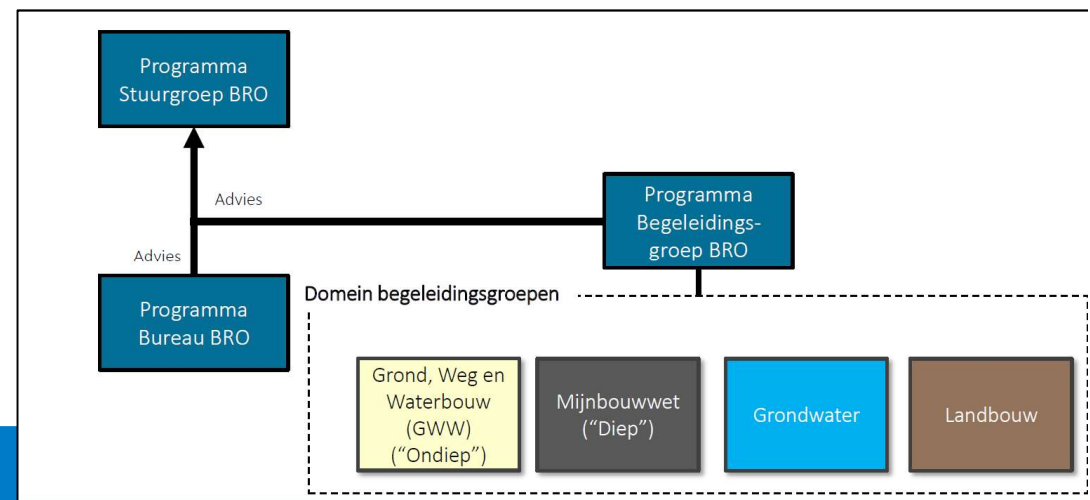 Programma
Stuurgroep BRO
Advies
Programma
Begeleidings-
groep BRO
Advies
Programma
Bureau BRO
Domein begeleidingsgroepen
Grond, Weg en
Waterbouw
(GWW)
(“Ondiep”)
Mijnbouwwet
(“Diep”)
Grondwater
Landbouw